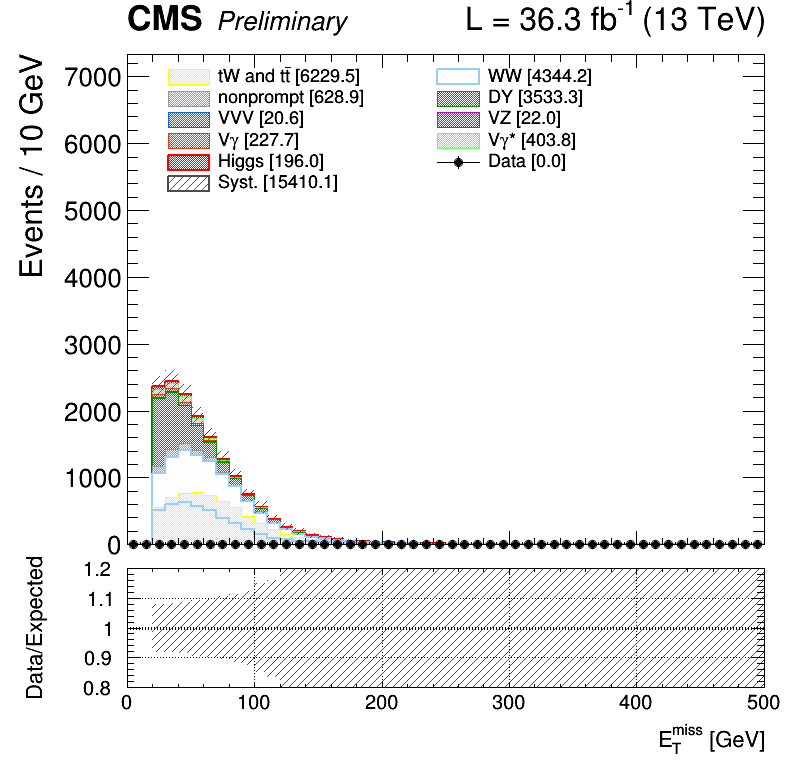 CMS Preliminary L = 36.3 fb⁻¹ (13 TeV)
Events / 10 GeV
7000
6000
5000
4000
3000
2000
1000
0
tW and tt̄ [6229.5]
nonprompt [628.9]
VVV [20.6]
Vγ [227.7]
Higgs [196.0]
Syst. [15410.1]
WW [4344.2]
DY [3533.3]
VZ [22.0]
Vγ* [403.8]
Data [0.0]
Data/Expected
1.2
1.1
1
0.9
0.8
0 100 200 300 400 500
E_T^miss [GeV]